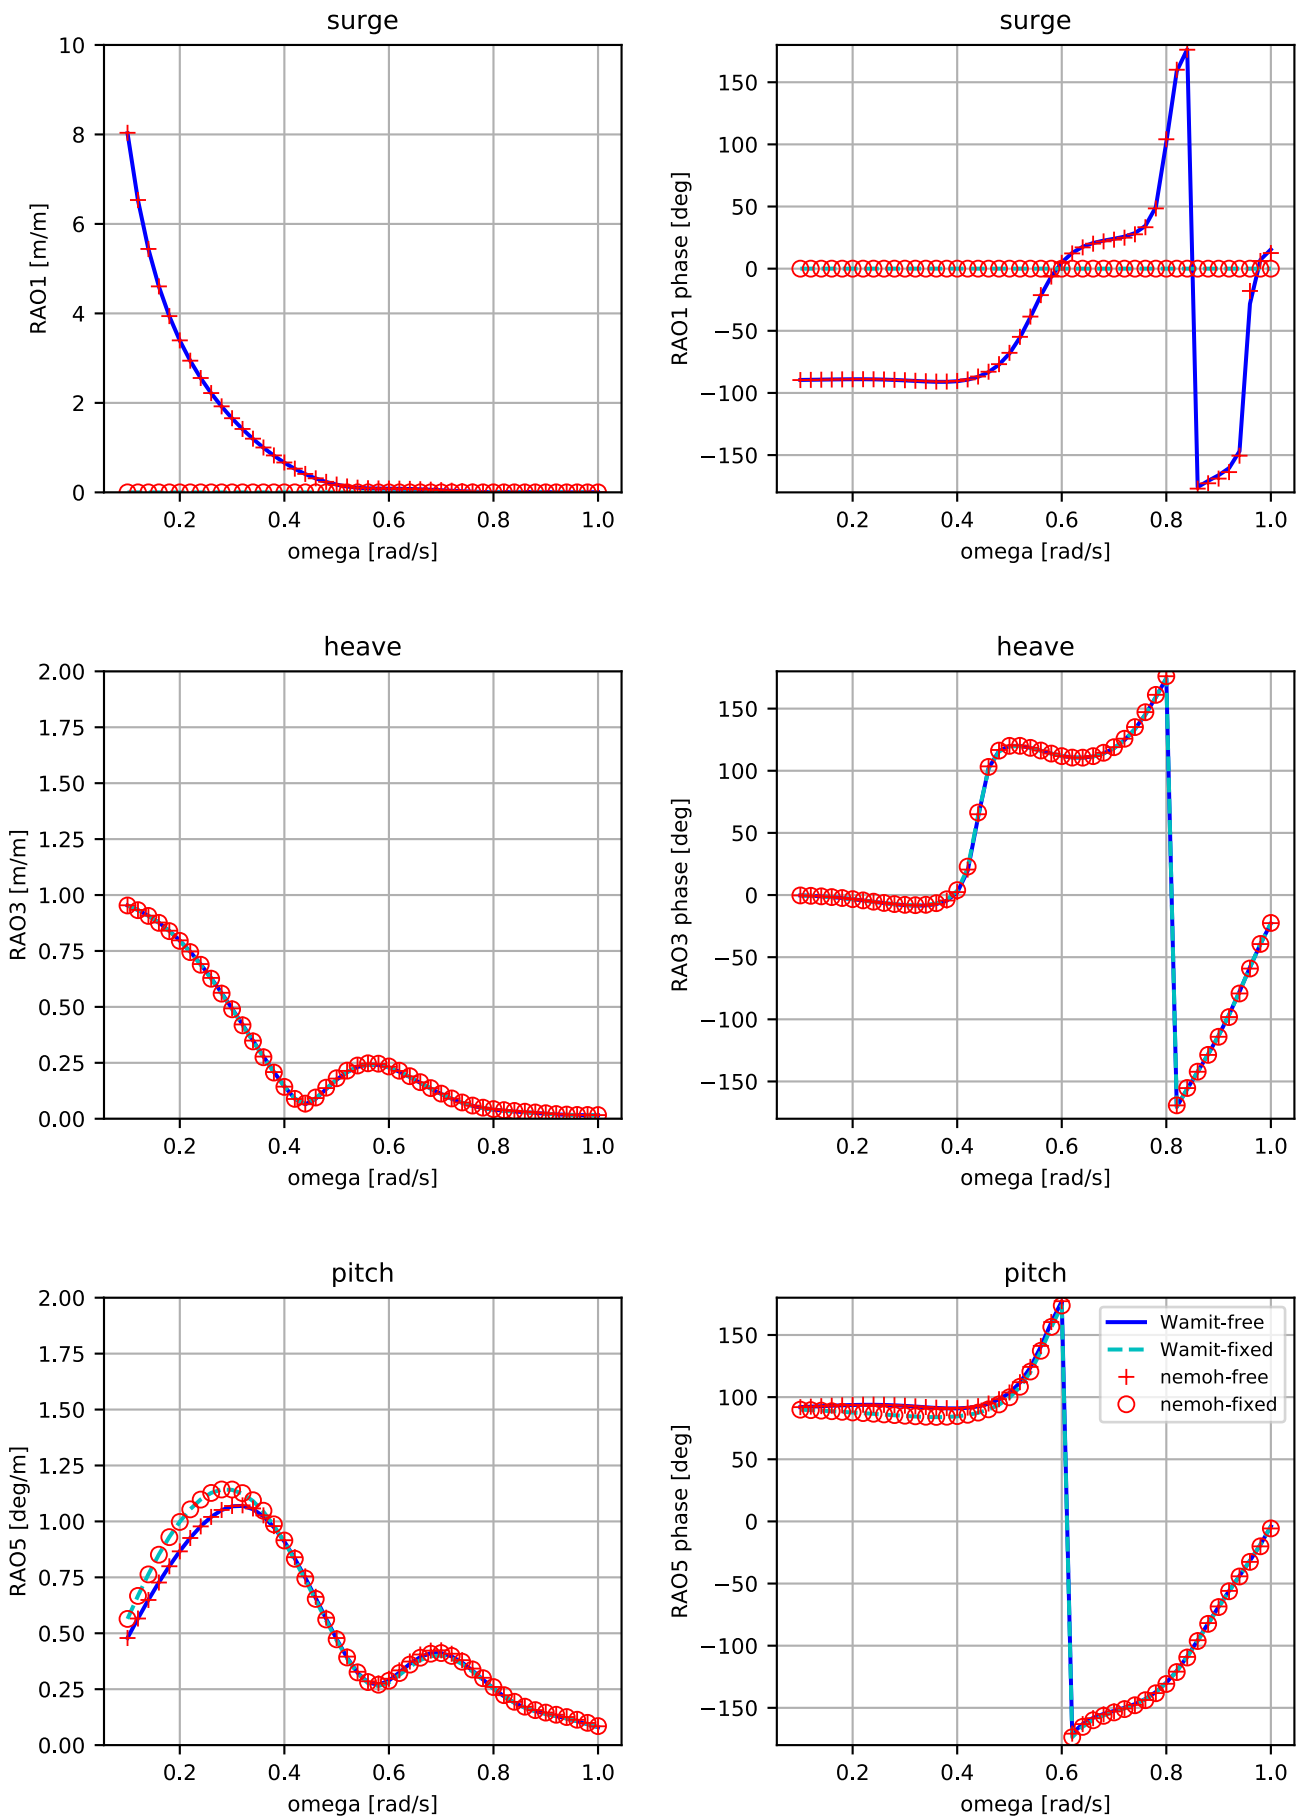 surge
RAO1 [m/m]
10
8
6
4
2
0
0.2 0.4 0.6 0.8 1.0
omega [rad/s]
surge
RAO1 phase [deg]
150
100
50
0
−50
−100
−150
0.2 0.4 0.6 0.8 1.0
omega [rad/s]
heave
RAO3 [m/m]
2.00
1.75
1.50
1.25
1.00
0.75
0.50
0.25
0.00
0.2 0.4 0.6 0.8 1.0
omega [rad/s]
heave
RAO3 phase [deg]
150
100
50
0
−50
−100
−150
0.2 0.4 0.6 0.8 1.0
omega [rad/s]
pitch
RAO5 [deg/m]
2.00
1.75
1.50
1.25
1.00
0.75
0.50
0.25
0.00
0.2 0.4 0.6 0.8 1.0
omega [rad/s]
pitch
RAO5 phase [deg]
150
100
50
0
−50
−100
−150
Wamit-free
Wamit-fixed
nemoh-free
nemoh-fixed
0.2 0.4 0.6 0.8 1.0
omega [rad/s]